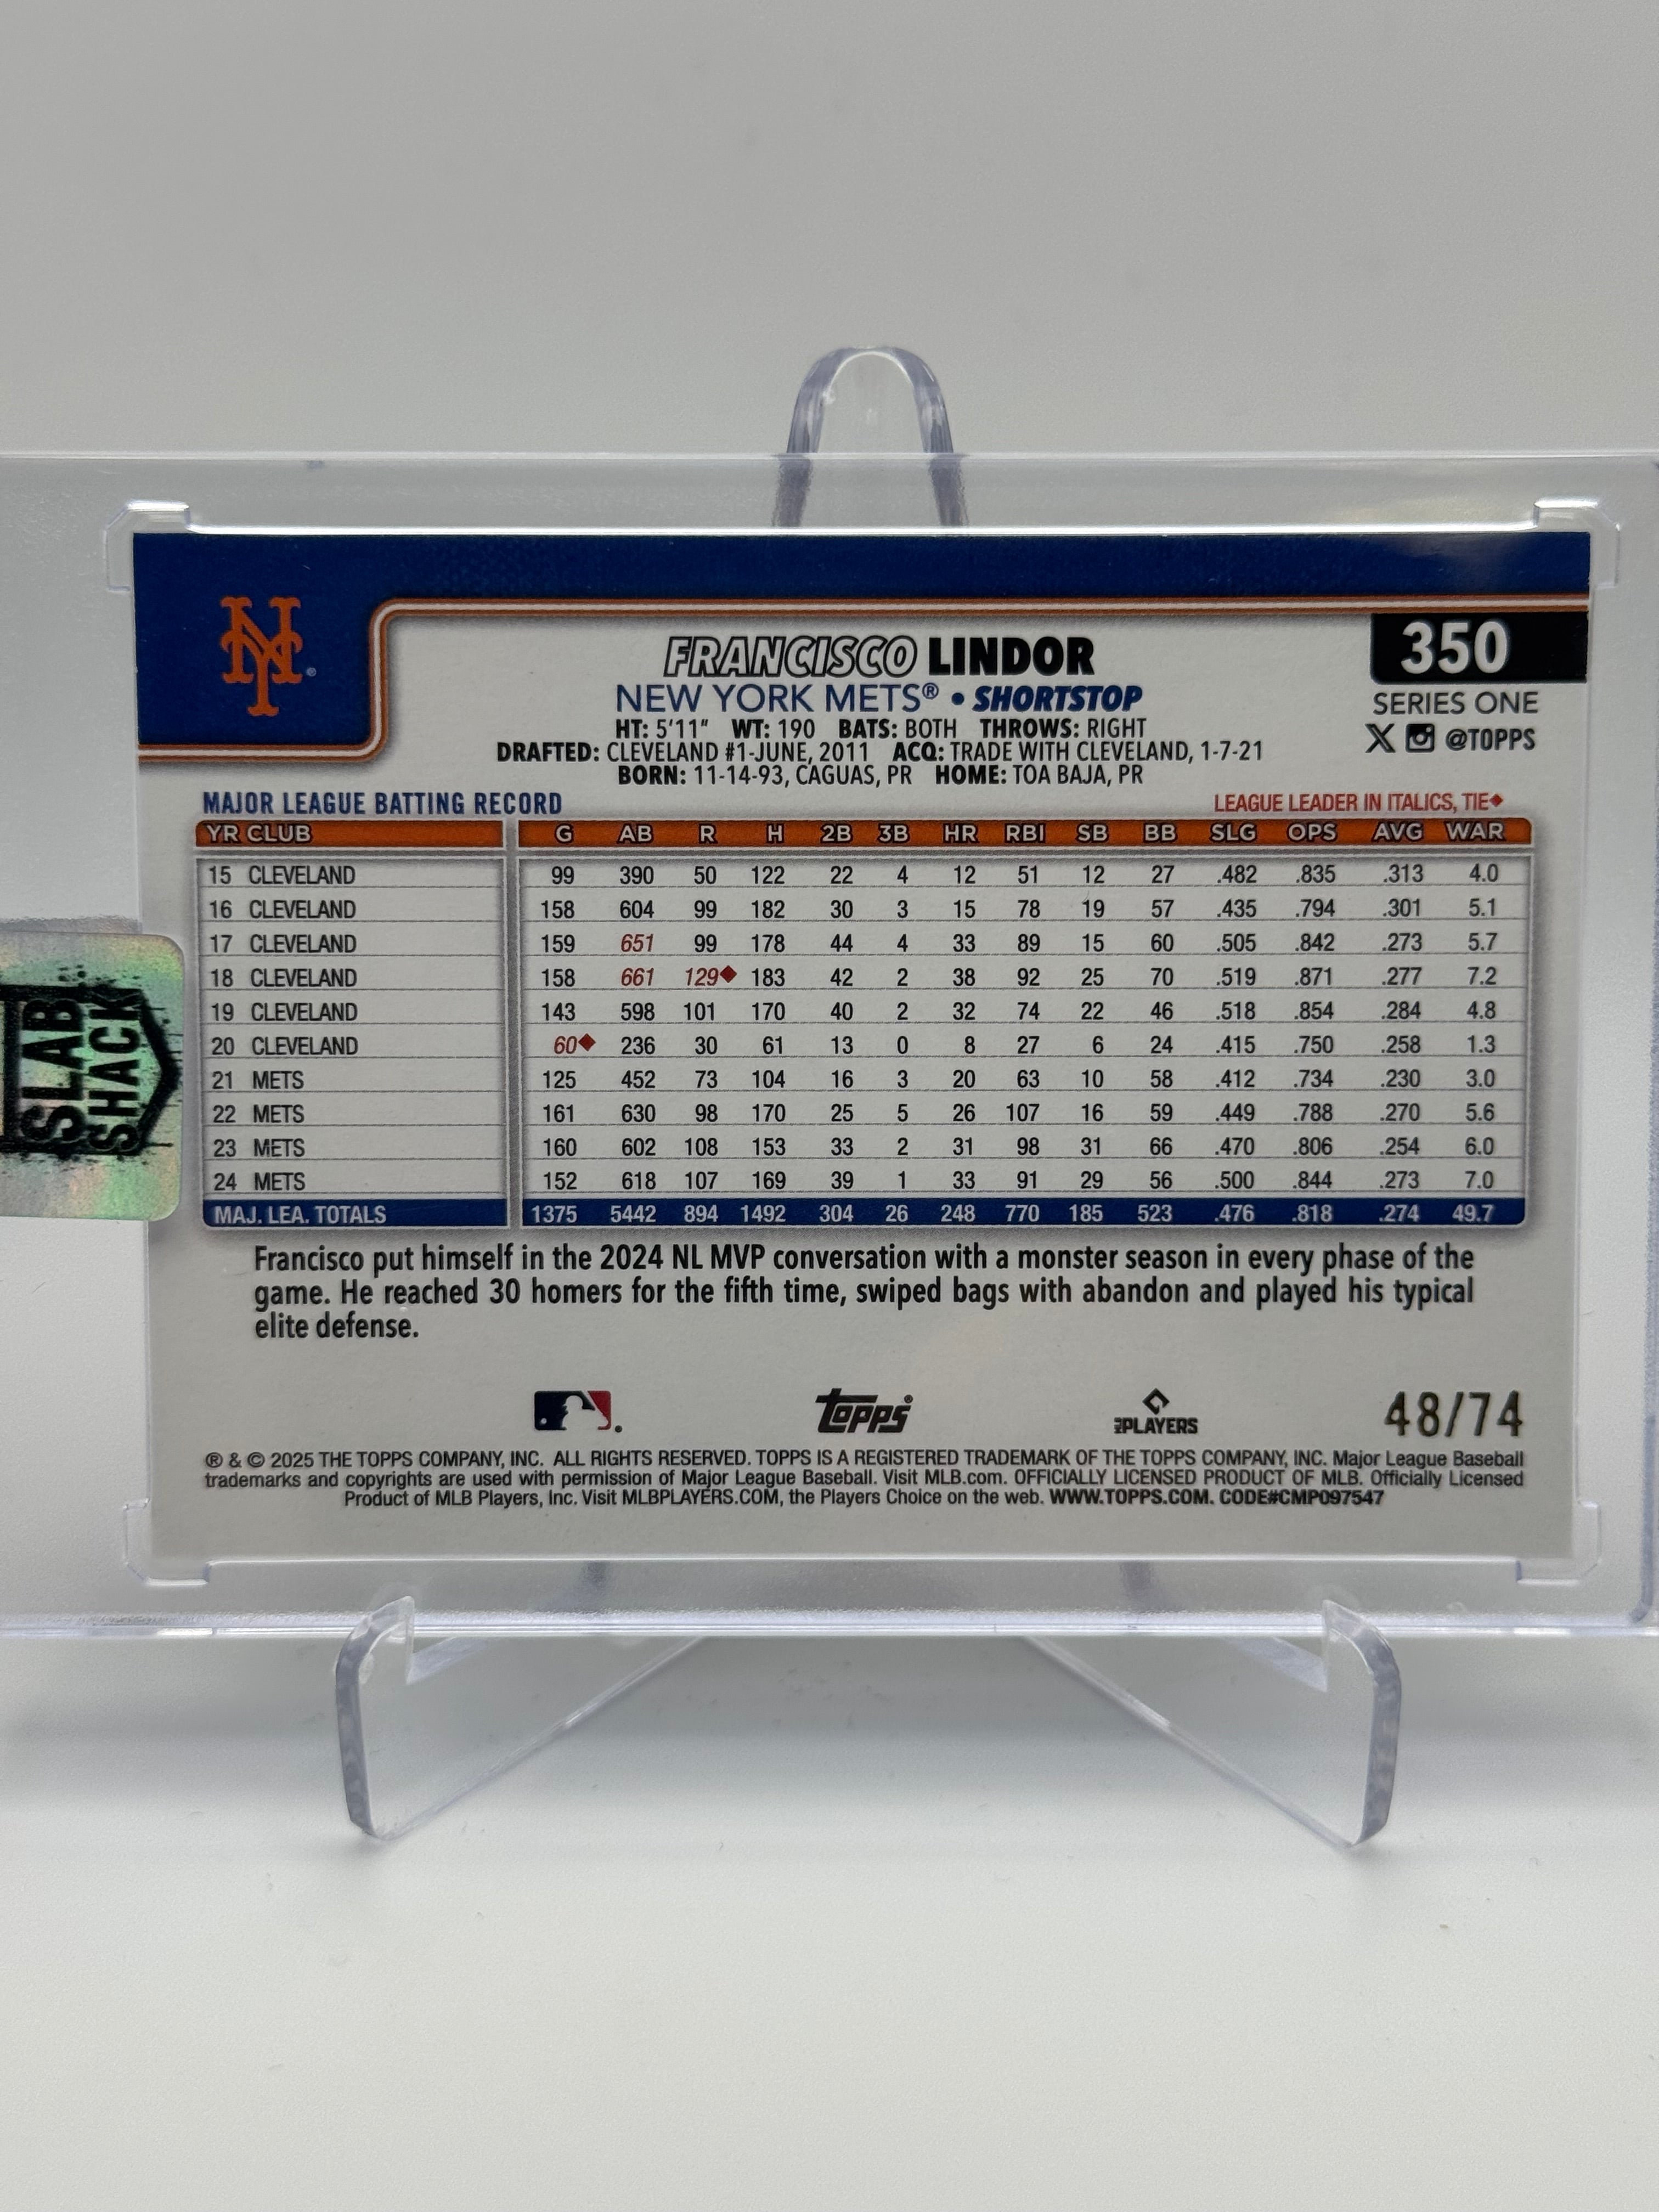 NY
FRANCISCO LINDOR
350
NEW YORK METS® • SHORTSTOP
SERIES ONE
HT: 5'11" WT: 190 BATS: BOTH THROWS: RIGHT
X @TOPPS
DRAFTED: CLEVELAND #1-JUNE, 2011 ACQ: TRADE WITH CLEVELAND, 1-7-21
BORN: 11-14-93, CAGUAS, PR HOME: TOA BAJA, PR
MAJOR LEAGUE BATTING RECORD LEAGUE LEADER IN ITALICS, TIE◆
YR CLUB G AB R H 2B 3B HR RBI SB BB SLG OPS AVG WAR
15 CLEVELAND 99 390 50 122 22 4 12 51 12 27 .482 .835 .313 4.0
16 CLEVELAND 158 604 99 182 30 3 15 78 19 57 .435 .794 .301 5.1
17 CLEVELAND 159 651 99 178 44 4 33 89 15 60 .505 .842 .273 5.7
18 CLEVELAND 158 661 129◆ 183 42 2 38 92 25 70 .519 .871 .277 7.2
19 CLEVELAND 143 598 101 170 40 2 32 74 22 46 .518 .854 .284 4.8
20 CLEVELAND 60◆ 236 30 61 13 0 8 27 6 24 .415 .750 .258 1.3
21 METS 125 452 73 104 16 3 20 63 10 58 .412 .734 .230 3.0
22 METS 161 630 98 170 25 5 26 107 16 59 .449 .788 .270 5.6
23 METS 160 602 108 153 33 2 31 98 31 66 .470 .806 .254 6.0
24 METS 152 618 107 169 39 1 33 91 29 56 .500 .844 .273 7.0
MAJ. LEA. TOTALS 1375 5442 894 1492 304 26 248 770 185 523 .476 .818 .274 49.7
SLAB
SHACK
Francisco put himself in the 2024 NL MVP conversation with a monster season in every phase of the
game. He reached 30 homers for the fifth time, swiped bags with abandon and played his typical
elite defense.
topps® PLAYERS 48/74
® & © 2025 THE TOPPS COMPANY, INC. ALL RIGHTS RESERVED. TOPPS IS A REGISTERED TRADEMARK OF THE TOPPS COMPANY, INC. Major League Baseball
trademarks and copyrights are used with permission of Major League Baseball. Visit MLB.com. OFFICIALLY LICENSED PRODUCT OF MLB. Officially Licensed
Product of MLB Players, Inc. Visit MLBPLAYERS.COM, the Players Choice on the web. WWW.TOPPS.COM. CODE#CMP097547